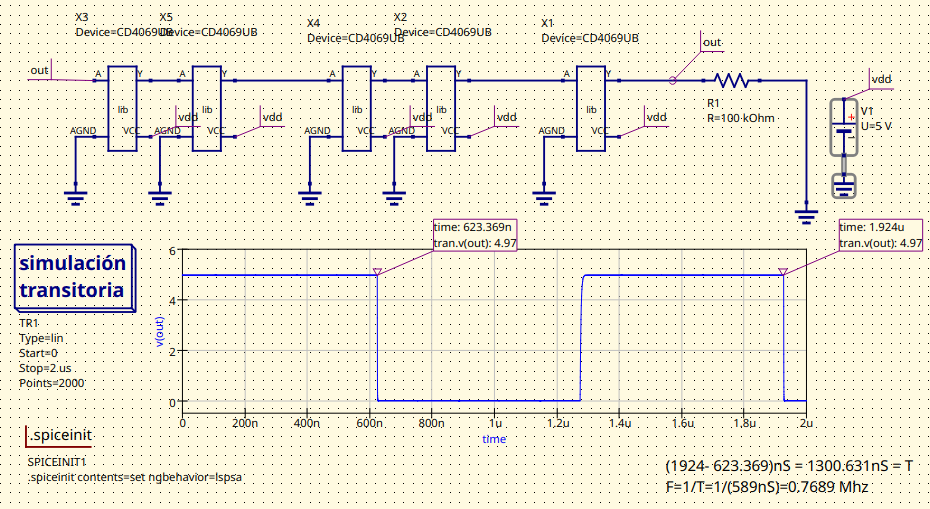 X3
Device=CD4069UB
X5
Device=CD4069UB
X4
Device=CD4069UB
X2
Device=CD4069UB
X1
Device=CD4069UB
out
out
vdd
A Y A Y A Y A Y A Y
lib lib lib lib lib
vdd vdd vdd vdd vdd
AGND VCC AGND VCC AGND VCC AGND VCC AGND VCC
R1
R=100 kOhm
V1
U=5 V
1
time: 623.369n
tran.v(out): 4.97
time: 1.924u
tran.v(out): 4.97
simulación
transitoria
TR1
Type=lin
Start=0
Stop=2 us
Points=2000
6
4
2
0
v(out)
0 200n 400n 600n 800n 1u 1.2u 1.4u 1.6u 1.8u 2u
time
.spiceinit
SPICEINIT1
.spiceinit contents=set ngbehavior=lspsa
(1924- 623.369)nS = 1300.631nS = T
F=1/T=1/(589nS)=0.7689 Mhz